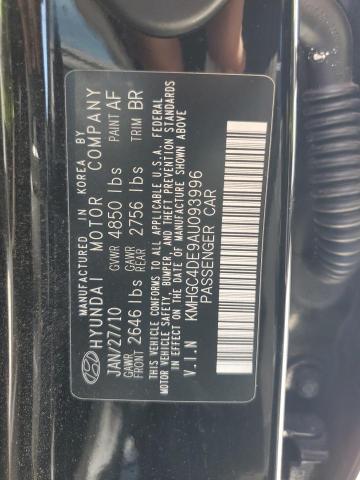 MANUFACTURED IN KOREA BY
HYUNDAI MOTOR COMPANY
JAN/27/10 GVWR 4850 lbs PAINT AF
GAWR FRONT 2646 lbs GAWR REAR 2756 lbs TRIM BR
THIS VEHICLE CONFORMS TO ALL APPLICABLE U.S.A. FEDERAL
MOTOR VEHICLE SAFETY, BUMPER, AND THEFT PREVENTION STANDARDS
IN EFFECT ON THE DATE OF MANUFACTURE SHOWN ABOVE
V.I.N KMHGC4DE9AU093996
PASSENGER CAR